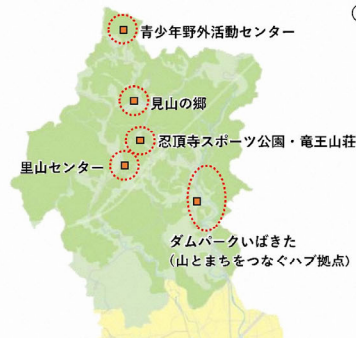 青少年野外活動センター
見山の郷
忍頂寺スポーツ公園・竜王山荘
里山センター
ダムパークいばきた
(山とまちをつなぐハブ拠点)